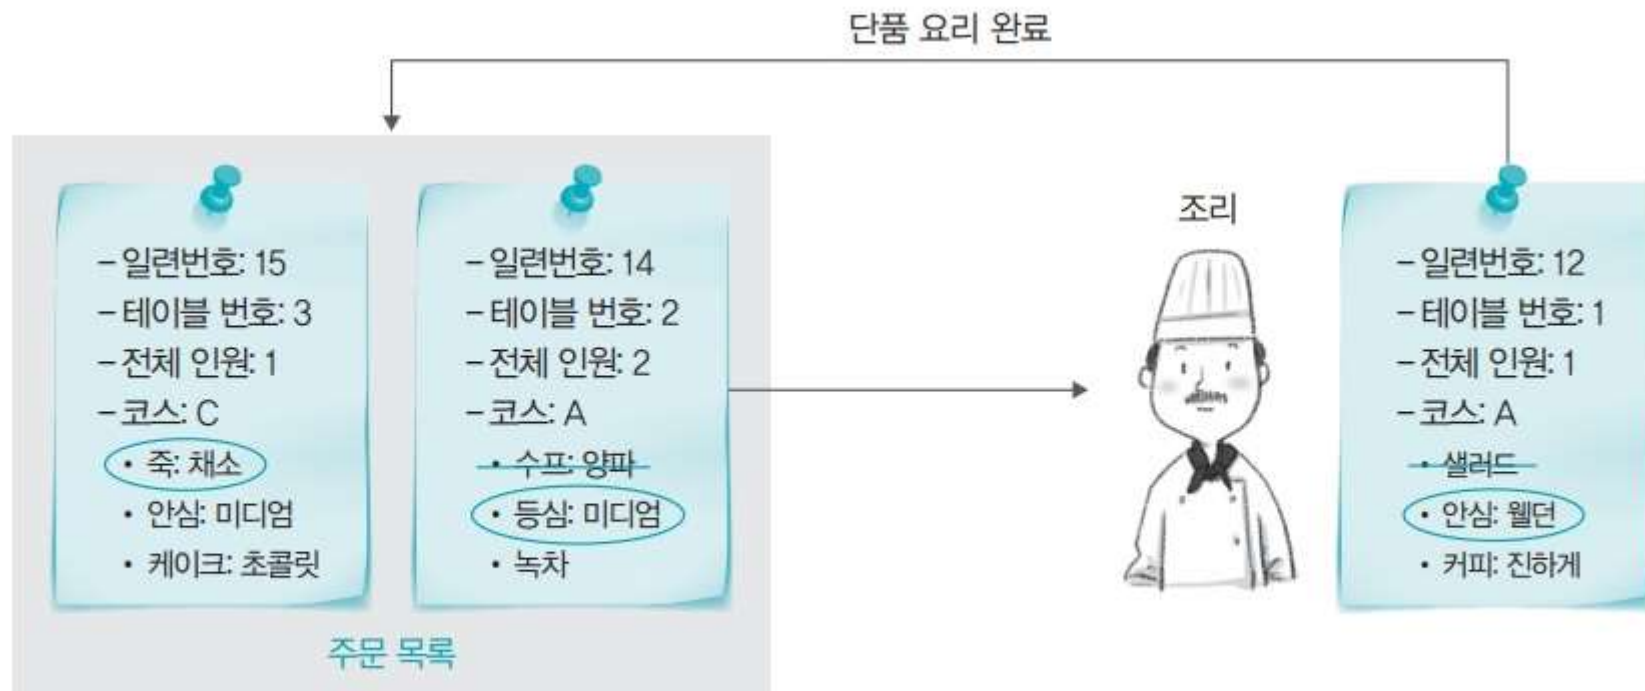 단품 요리 완료
– 일련번호: 15
– 테이블 번호: 3
– 전체 인원: 1
– 코스: C
• 죽: 채소
• 안심: 미디엄
• 케이크: 초콜릿
– 일련번호: 14
– 테이블 번호: 2
– 전체 인원: 2
– 코스: A
• 수프: 양파
• 등심: 미디엄
• 녹차
주문 목록
조리
– 일련번호: 12
– 테이블 번호: 1
– 전체 인원: 1
– 코스: A
• 샐러드
• 안심: 웰던
• 커피: 진하게